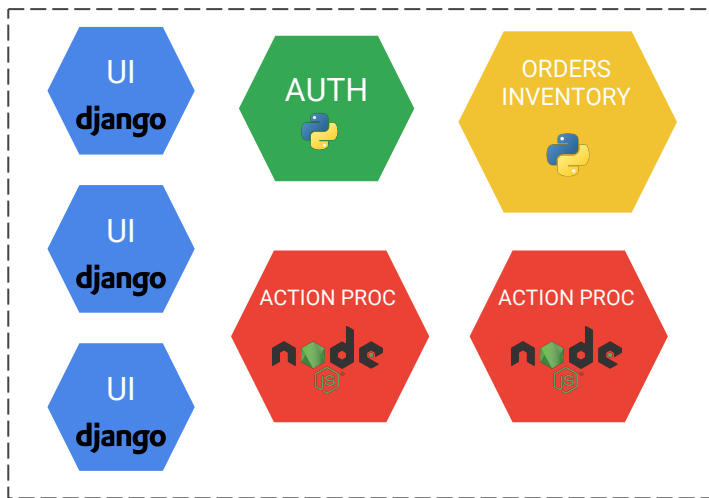 UI
django
AUTH
ORDERS
INVENTORY
UI
django
ACTION PROC
node
JS
ACTION PROC
node
JS
UI
django